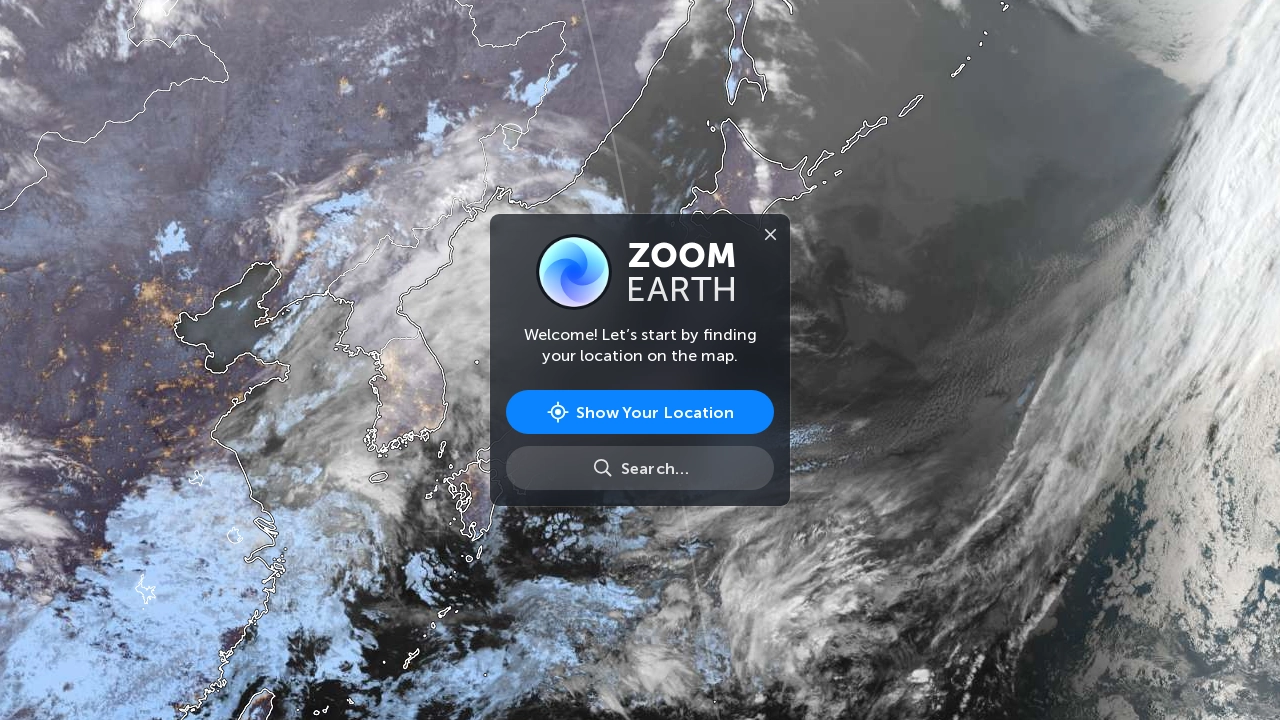 ZOOM
EARTH
Welcome! Let’s start by finding
your location on the map.
Show Your Location
Search…